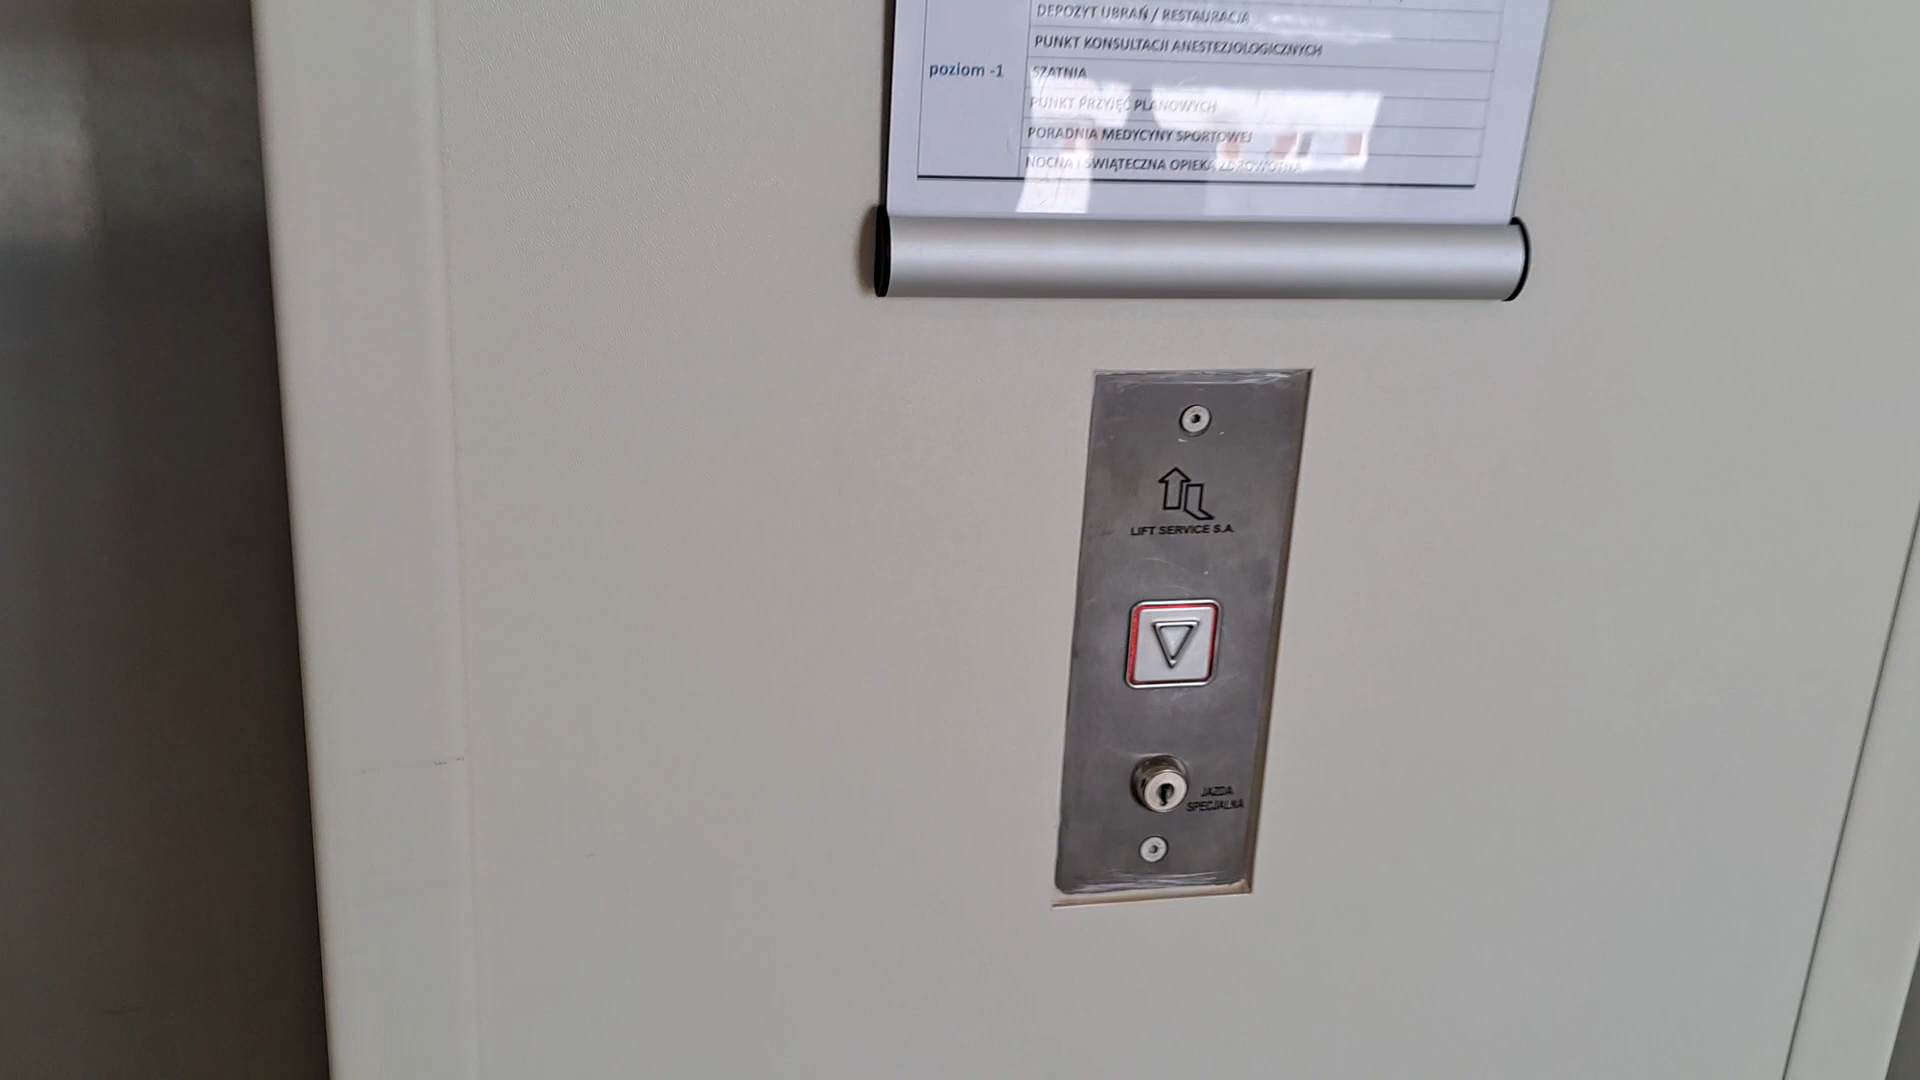 DEPOZYT UBRAŃ / RESTAURACJA
PUNKT KONSULTACJI ANESTEZJOLOGICZNYCH
poziom -1
SZATNIA
PUNKT PRZYJĘĆ PLANOWYCH
PORADNIA MEDYCYNY SPORTOWEJ
NOCNA I ŚWIĄTECZNA OPIEKA ZDROWOTNA
LIFT SERVICE S.A.
JAZDA
SPECJALNA